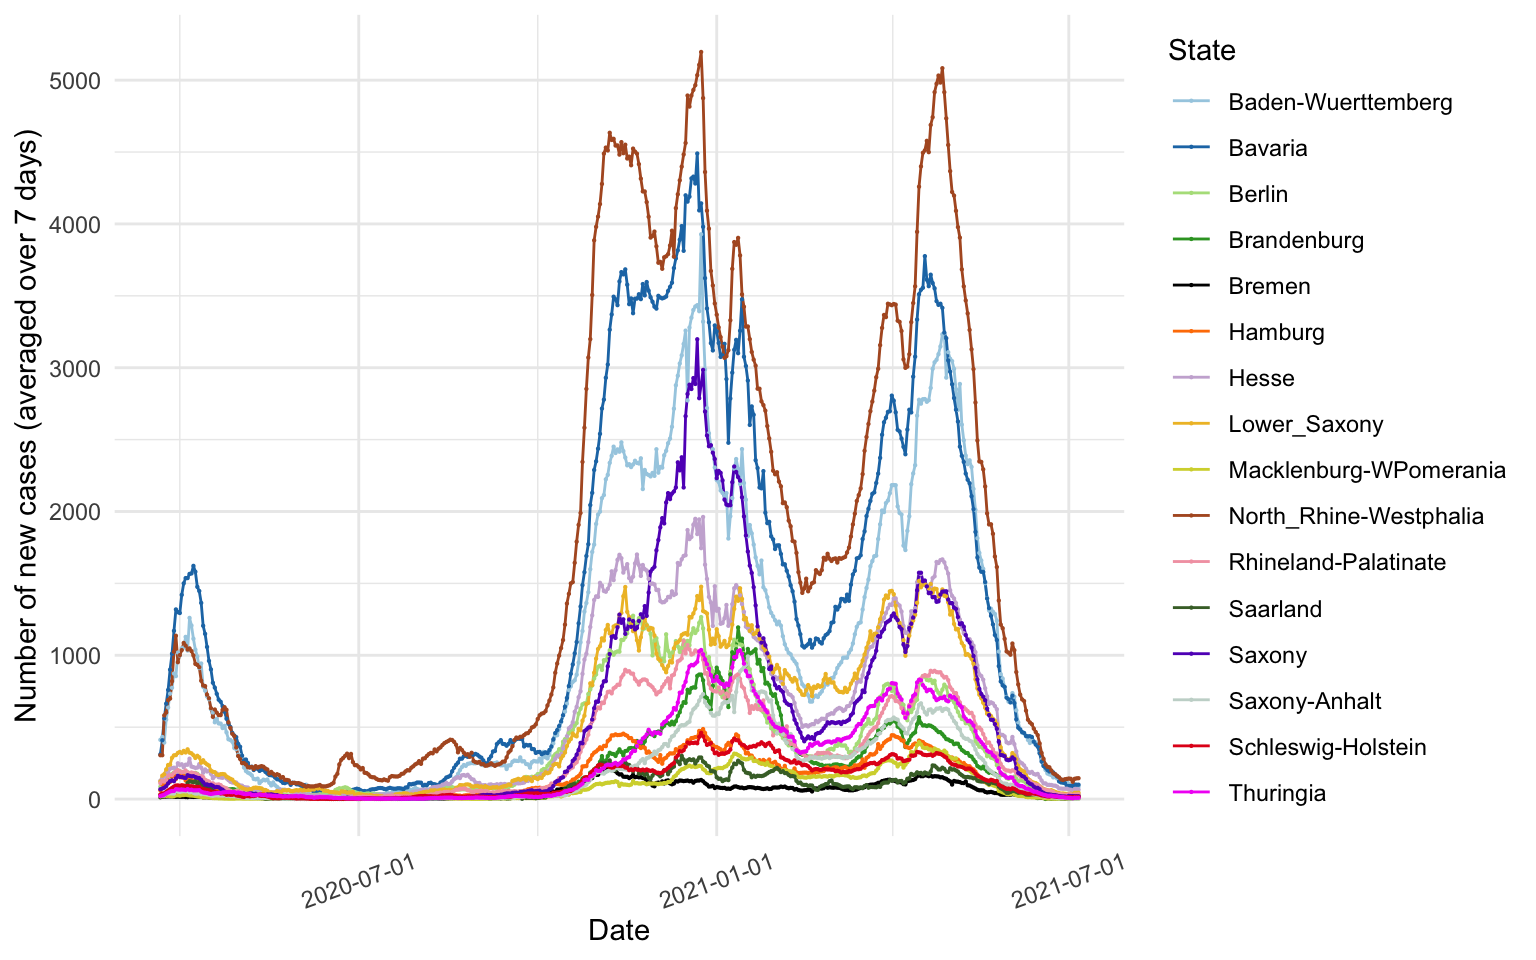 Number of new cases (averaged over 7 days)
5000
4000
3000
2000
1000
0
2020-07-01
2021-01-01
2021-07-01
Date
State
Baden-Wuerttemberg
Bavaria
Berlin
Brandenburg
Bremen
Hamburg
Hesse
Lower_Saxony
Macklenburg-WPomerania
North_Rhine-Westphalia
Rhineland-Palatinate
Saarland
Saxony
Saxony-Anhalt
Schleswig-Holstein
Thuringia